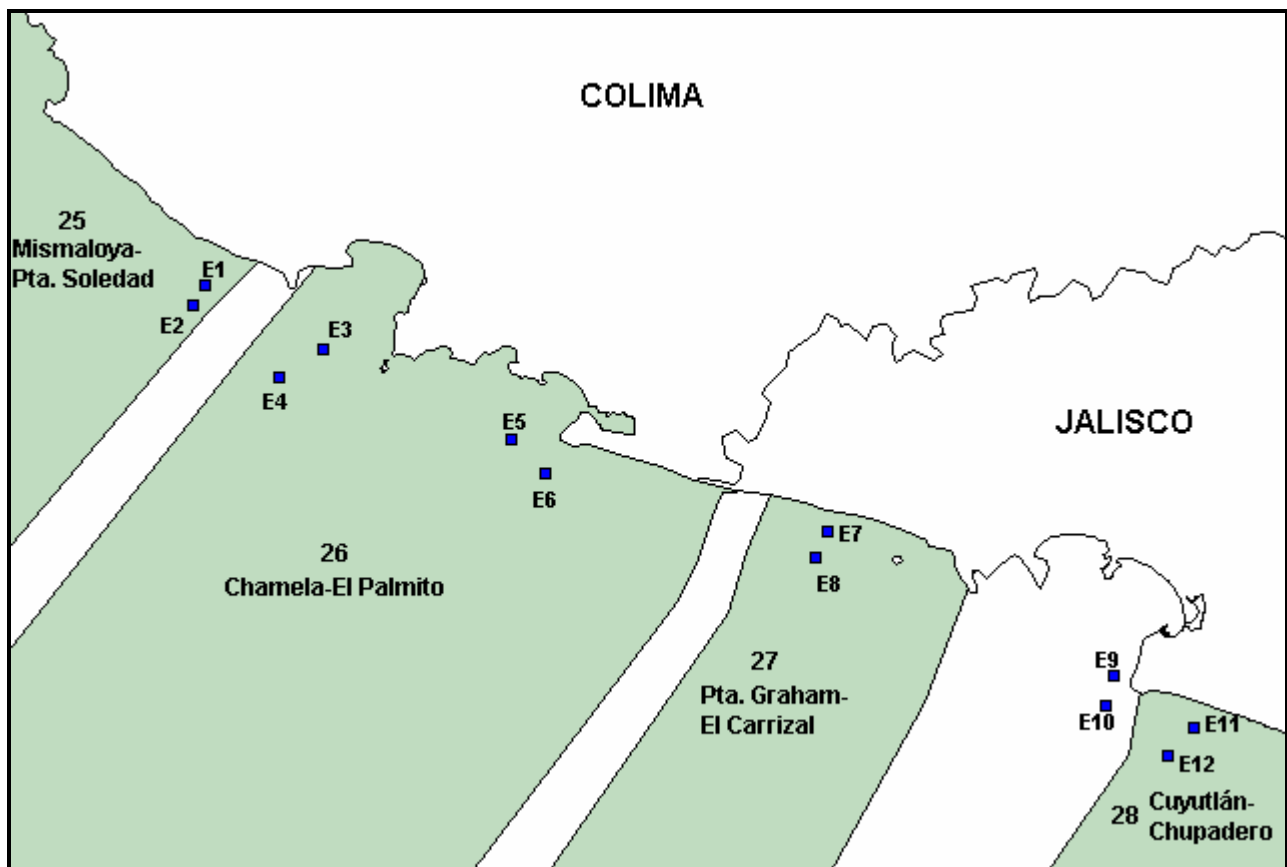 COLIMA
25
Mismaloya-
Pta. Soledad
E1
E2
E3
E4
E5
E6
JALISCO
26
Chamela-El Palmito
E7
E8
27
Pta. Graham-
El Carrizal
E9
E10
E11
E12
28 Cuyutlán-
Chupadero